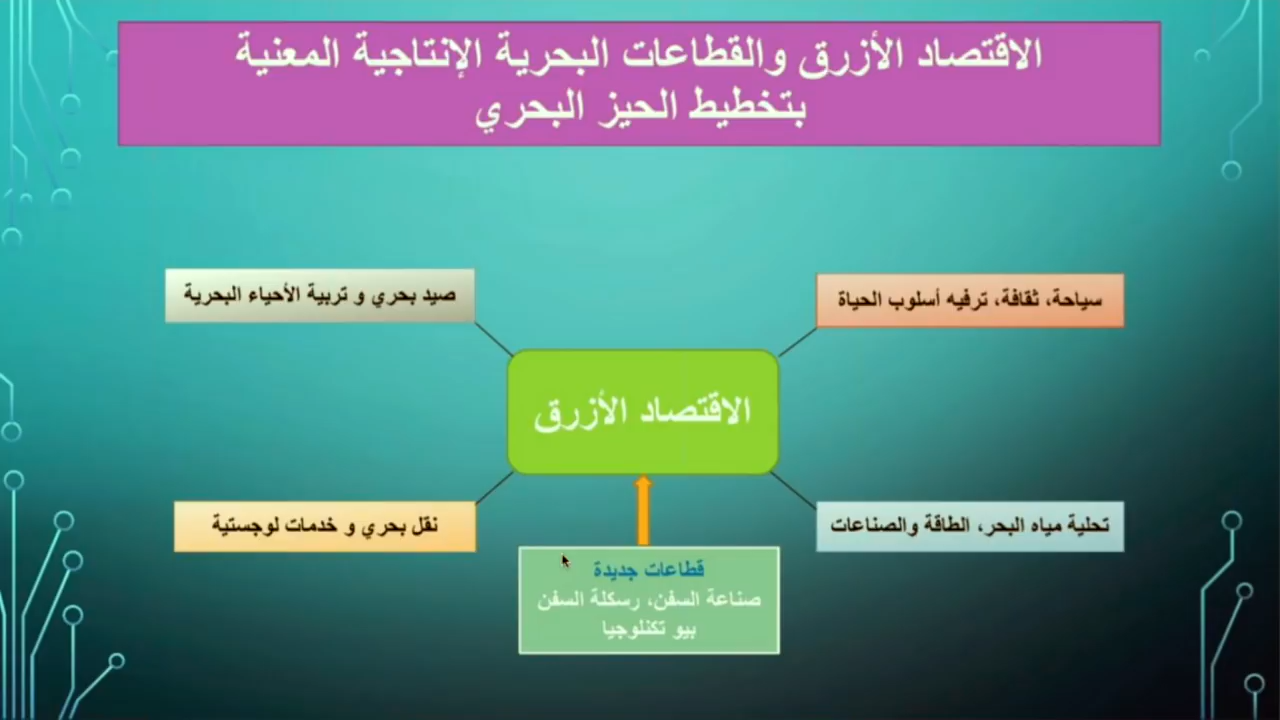 الاقتصاد الأزرق والقطاعات البحرية الإنتاجية المعنية
بتخطيط الحيز البحري
سياحة، ثقافة، ترفيه أسلوب الحياة
صيد بحري و تربية الأحياء البحرية
الاقتصاد الأزرق
تحلية مياه البحر، الطاقة والصناعات
نقل بحري و خدمات لوجستية
قطاعات جديدة
صناعة السفن، رسكلة السفن
بيو تكنلوجيا